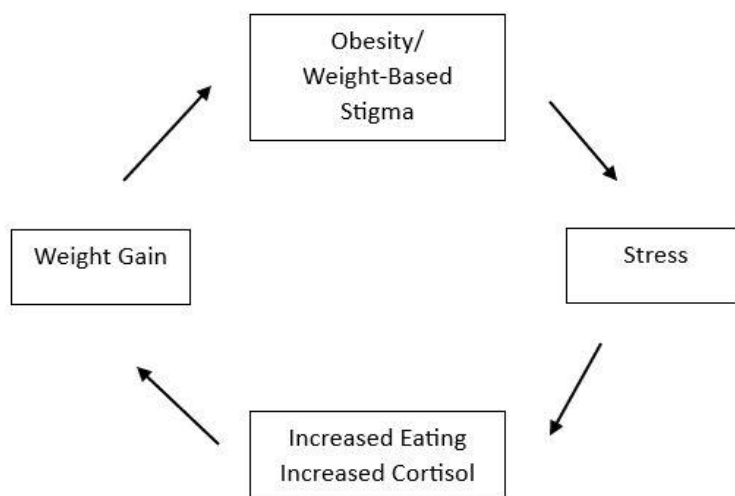 Obesity/
Weight-Based
Stigma
Weight Gain
Stress
Increased Eating
Increased Cortisol